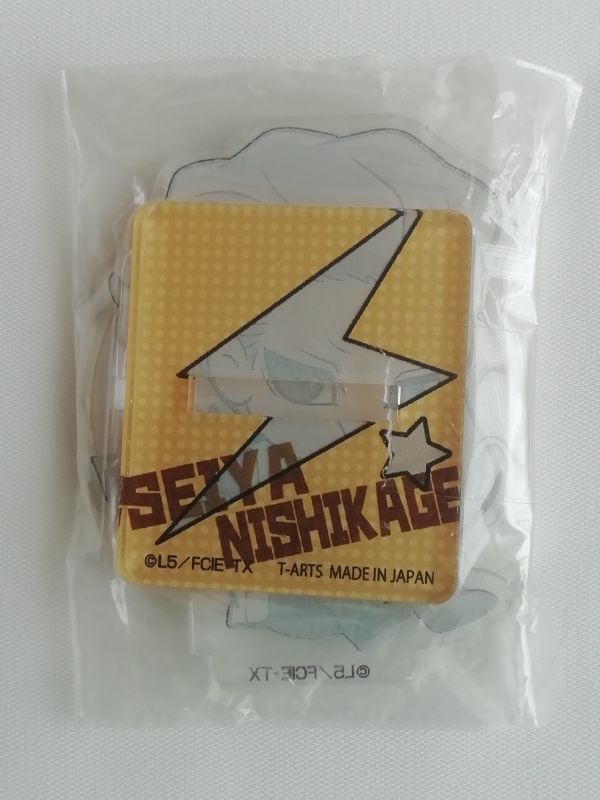 SEIYA
NISHIKAGE
©L5/FCIE・TX T-ARTS MADE IN JAPAN
©L5/FCIE・TX